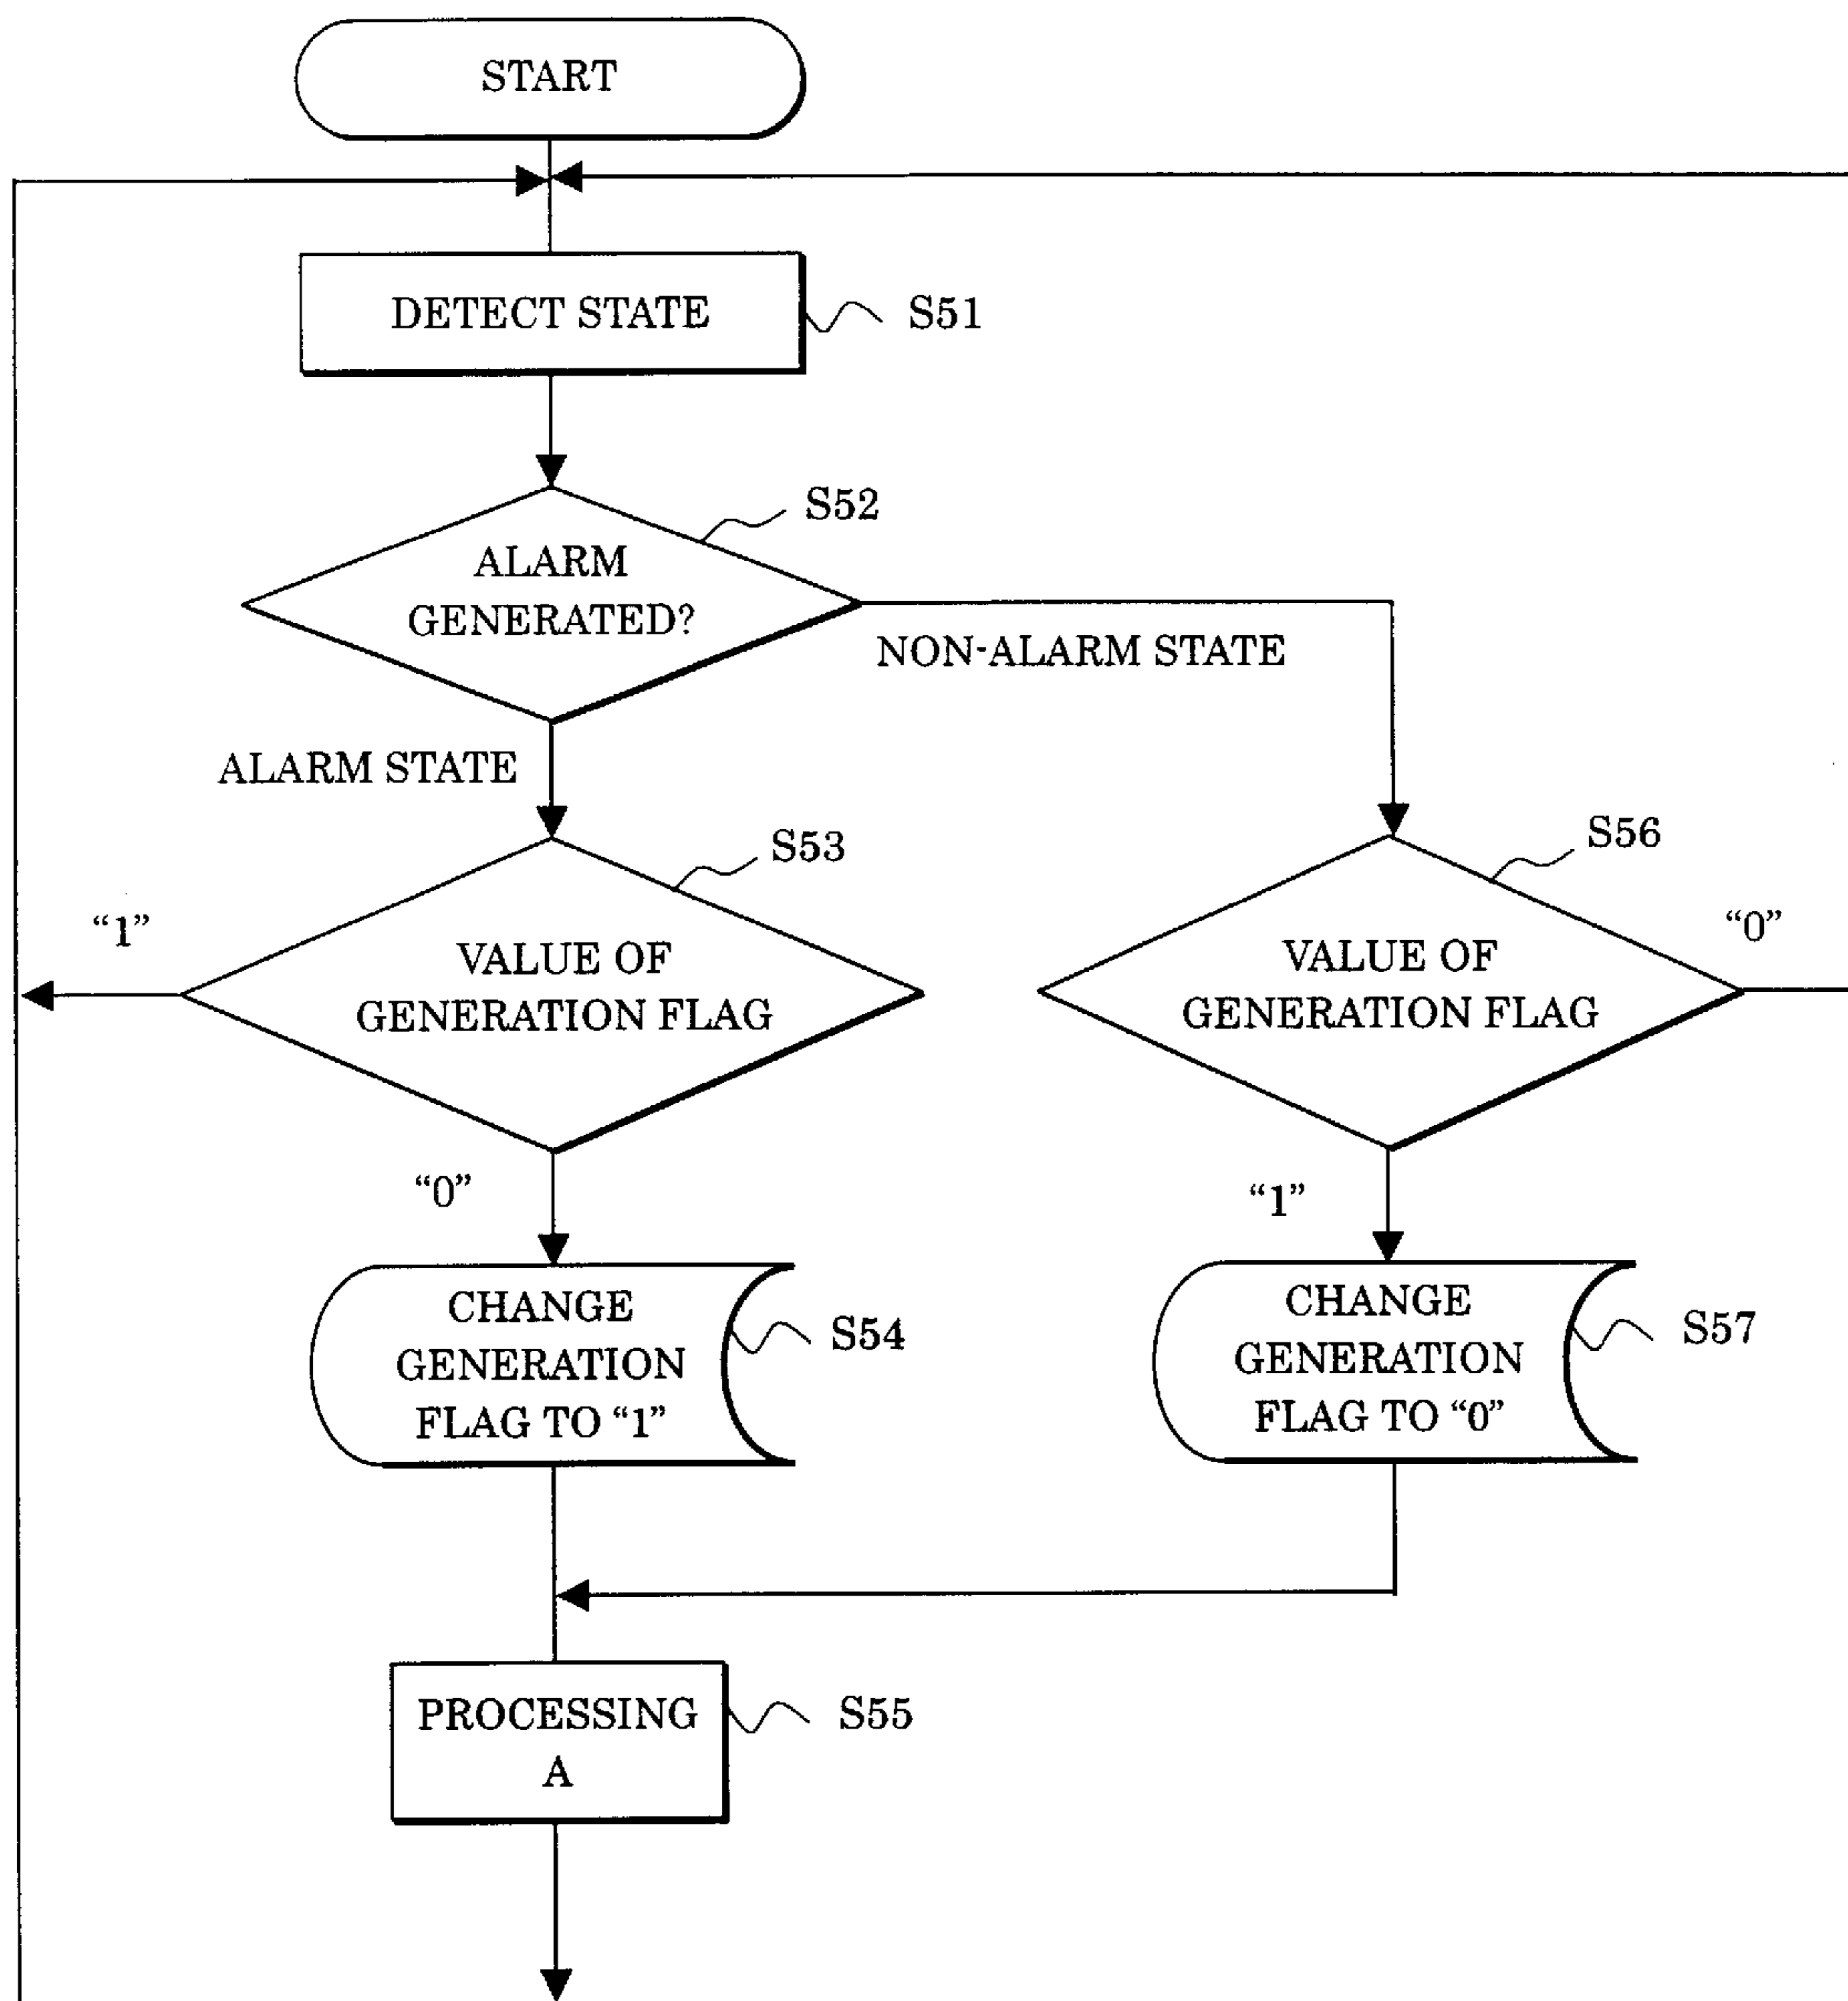 START
DETECT STATE
S51
S52
ALARM
GENERATED?
NON-ALARM STATE
ALARM STATE
S53
S56
“1”
VALUE OF
GENERATION FLAG
VALUE OF
GENERATION FLAG
“0”
“0”
“1”
CHANGE
GENERATION
FLAG TO “1”
S54
CHANGE
GENERATION
FLAG TO “0”
S57
PROCESSING
A
S55